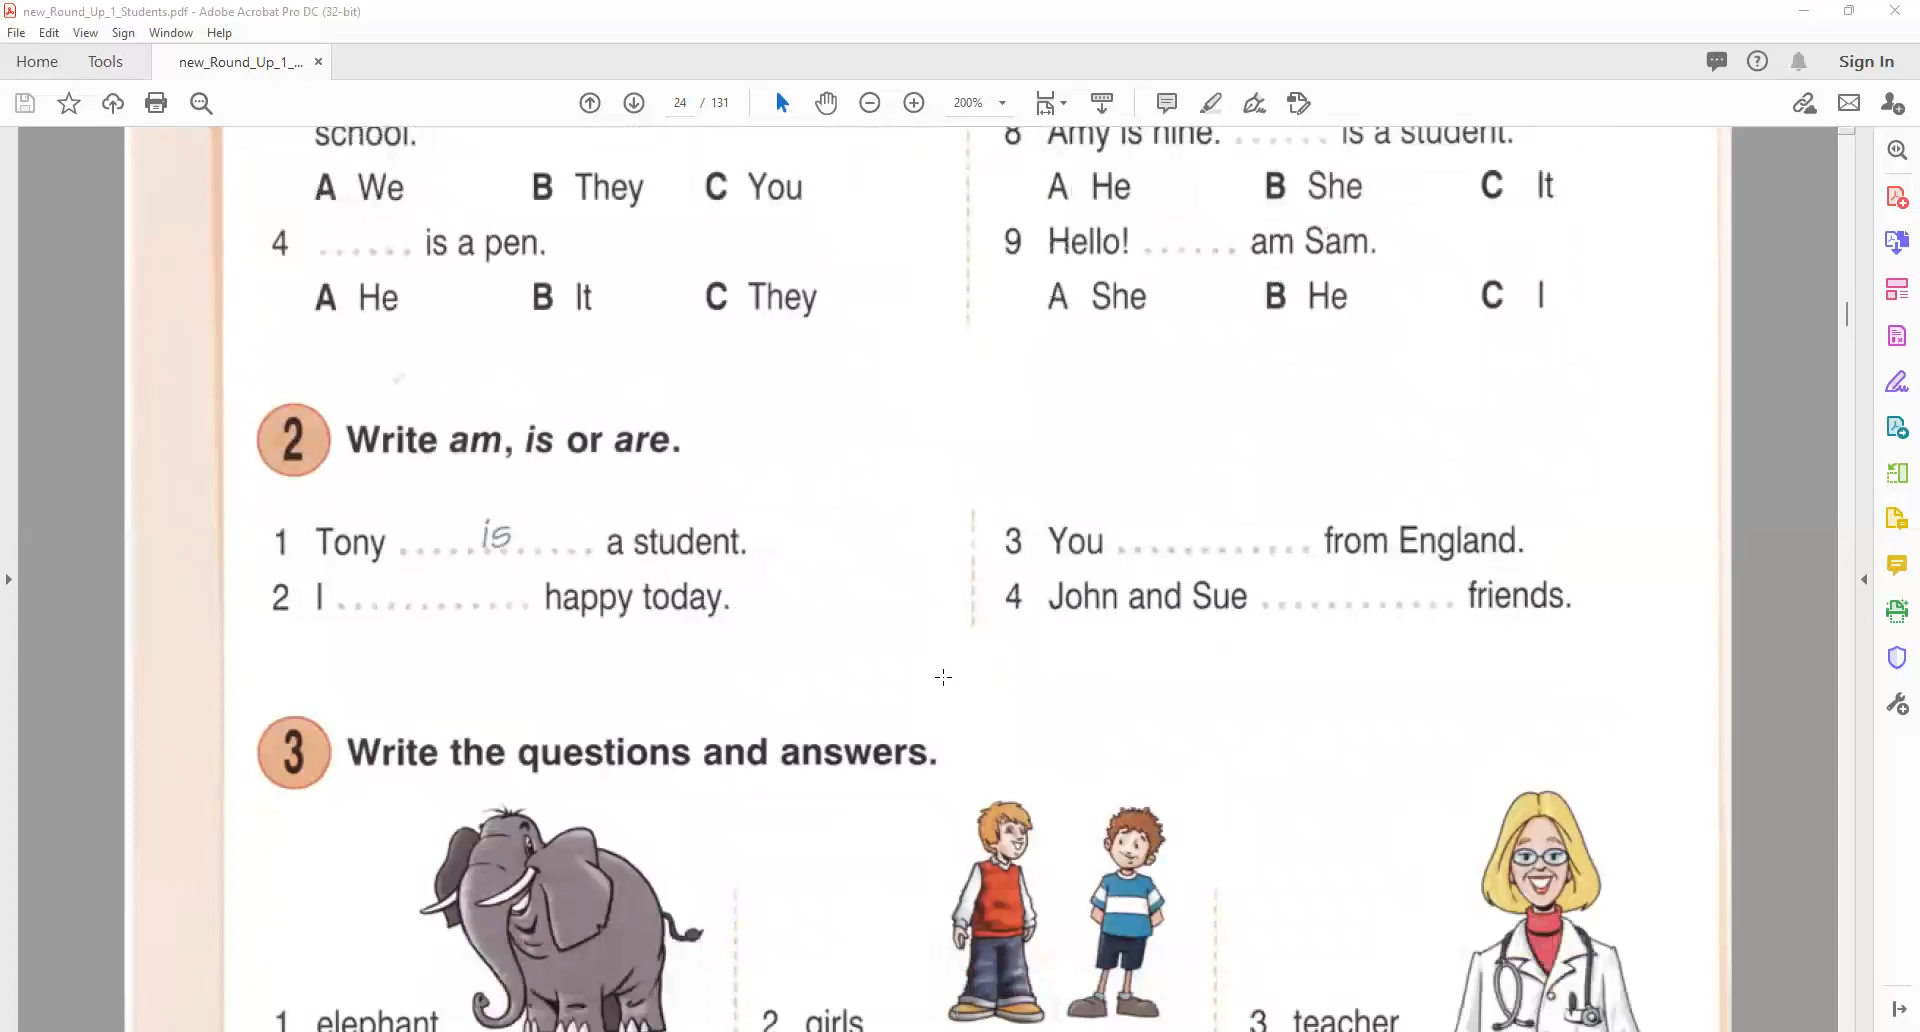 new_Round_Up_1_Students.pdf - Adobe Acrobat Pro DC (32-bit)
File Edit View Sign Window Help
Home Tools new_Round_Up_1_... × Sign In
24 / 131 200%
school.
A We B They C You
4 ...... is a pen.
A He B It C They
8 Amy is nine. ...... is a student.
A He B She C It
9 Hello! ...... am Sam.
A She B He C I
2 Write am, is or are.
1 Tony .....is..... a student.
2 I ............ happy today.
3 You ............ from England.
4 John and Sue ............ friends.
3 Write the questions and answers.
1 elephant
2 girls
3 teacher